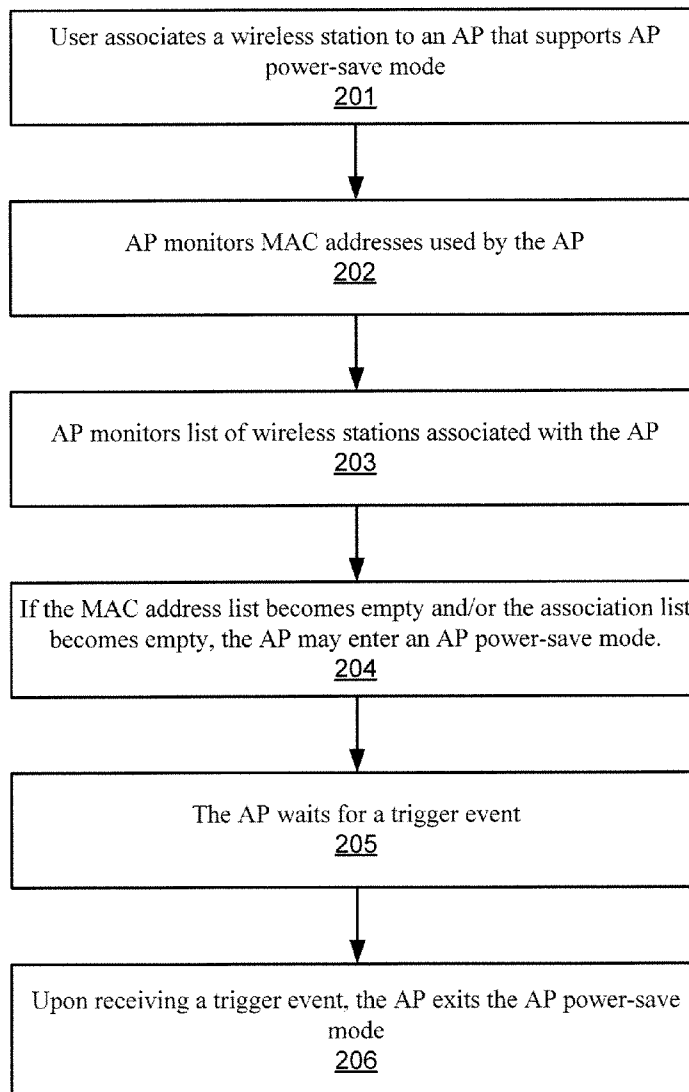 User associates a wireless station to an AP that supports AP
power-save mode
201
AP monitors MAC addresses used by the AP
202
AP monitors list of wireless stations associated with the AP
203
If the MAC address list becomes empty and/or the association list
becomes empty, the AP may enter an AP power-save mode.
204
The AP waits for a trigger event
205
Upon receiving a trigger event, the AP exits the AP power-save
mode
206